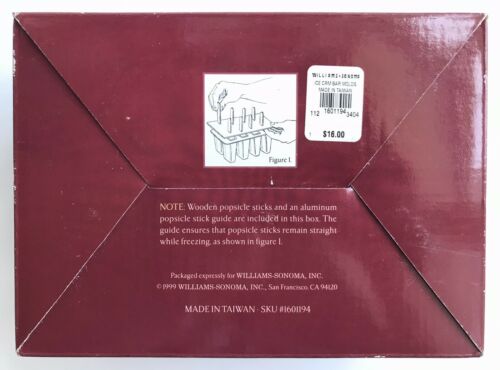 WILLIAMS-SONOMA
ICE CRM BAR MOLDS
MADE IN TAIWAN
112 1601194 3404
1 $16.00
Figure 1.
NOTE: Wooden popsicle sticks and an aluminum
popsicle stick guide are included in this box. The
guide ensures that popsicle sticks remain straight
while freezing, as shown in figure 1.
Packaged expressly for WILLIAMS-SONOMA, INC.
© 1999 WILLIAMS-SONOMA, INC., San Francisco, CA 94120
MADE IN TAIWAN · SKU #1601194